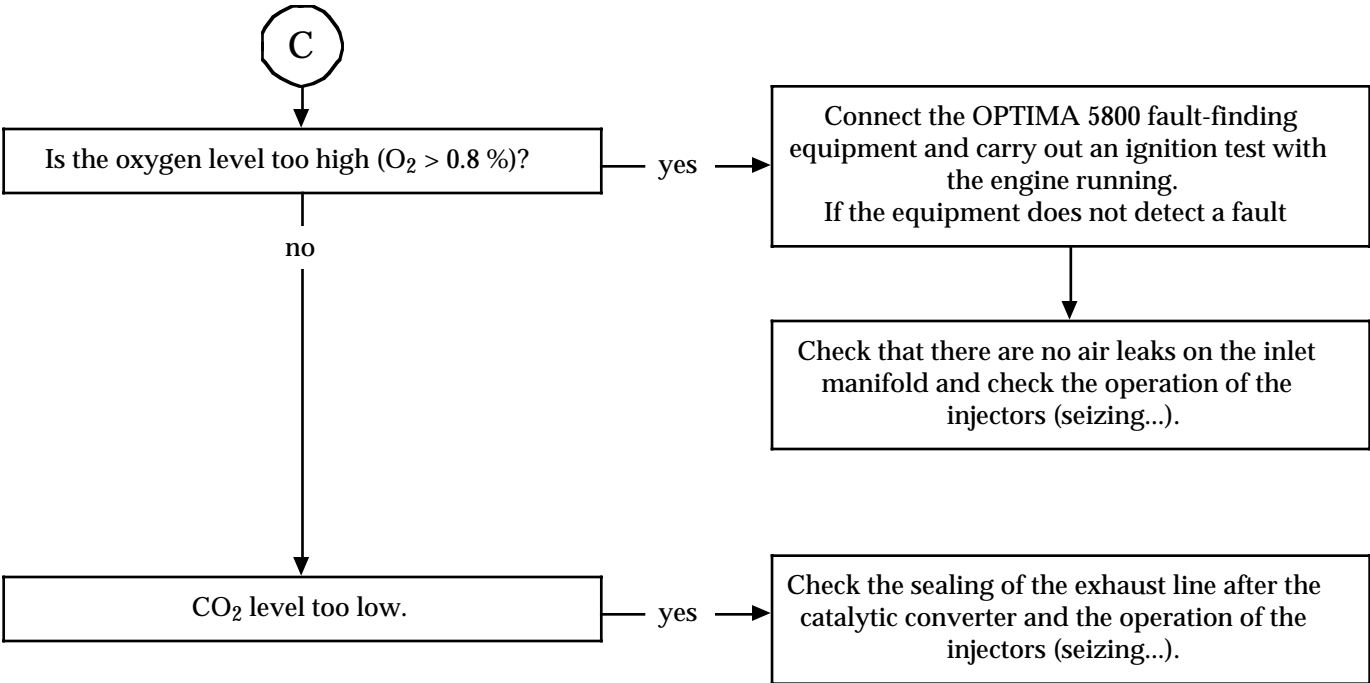 C
Is the oxygen level too high (O₂ > 0.8 %)?
yes
Connect the OPTIMA 5800 fault-finding
equipment and carry out an ignition test with
the engine running.
If the equipment does not detect a fault
no
Check that there are no air leaks on the inlet
manifold and check the operation of the
injectors (seizing...).
CO₂ level too low.
yes
Check the sealing of the exhaust line after the
catalytic converter and the operation of the
injectors (seizing...).